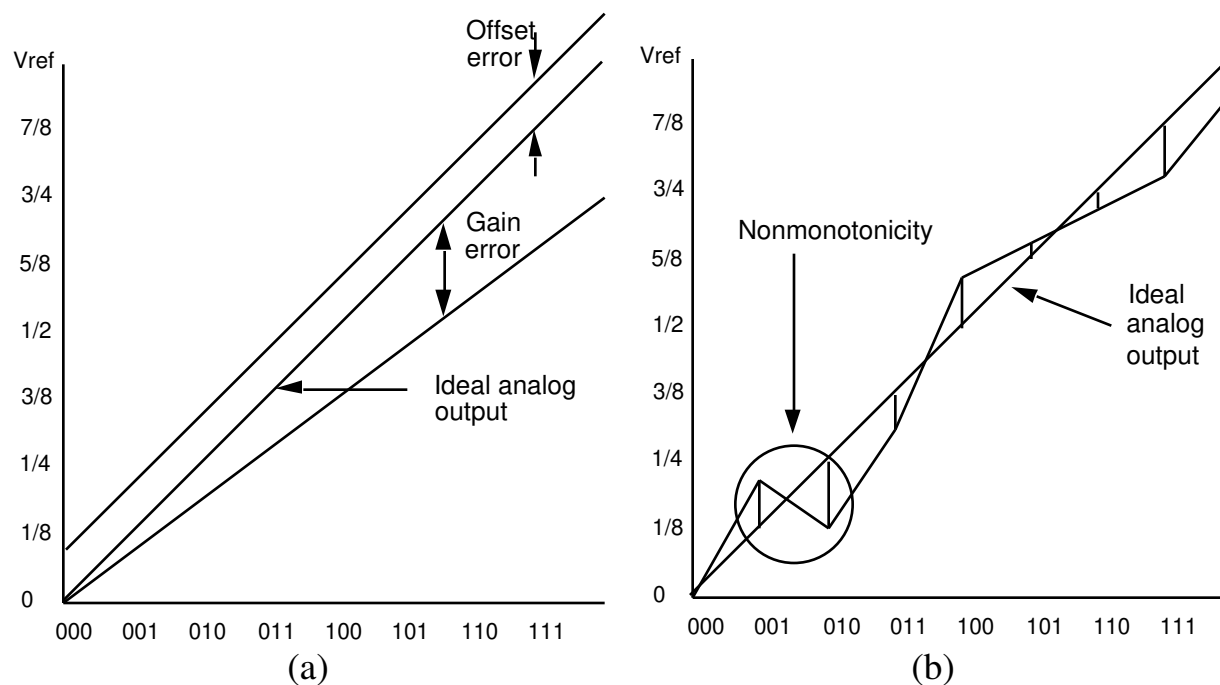 Offset
error
Vref
7/8
3/4
5/8
1/2
3/8
1/4
1/8
0
Gain
error
Ideal analog
output
000 001 010 011 100 101 110 111
(a)
Vref
7/8
3/4
5/8
1/2
3/8
1/4
1/8
0
Nonmonotonicity
Ideal
analog
output
000 001 010 011 100 101 110 111
(b)